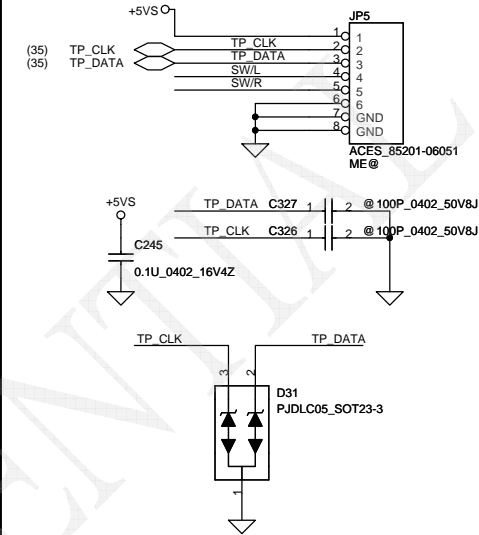 +5VS
JP5
1 1
(35) TP_CLK TP_CLK 2 2
(35) TP_DATA TP_DATA 3 3
SW/L 4 4
SW/R 5 5
6 6
7 GND
8 GND
ACES_85201-06051
ME@
+5VS
TP_DATA C327 1 2 @100P_0402_50V8J
TP_CLK C326 1 2 @100P_0402_50V8J
C245
0.1U_0402_16V4Z
TP_CLK TP_DATA
3 2
D31
PJDLC05_SOT23-3
1
ENTIAL